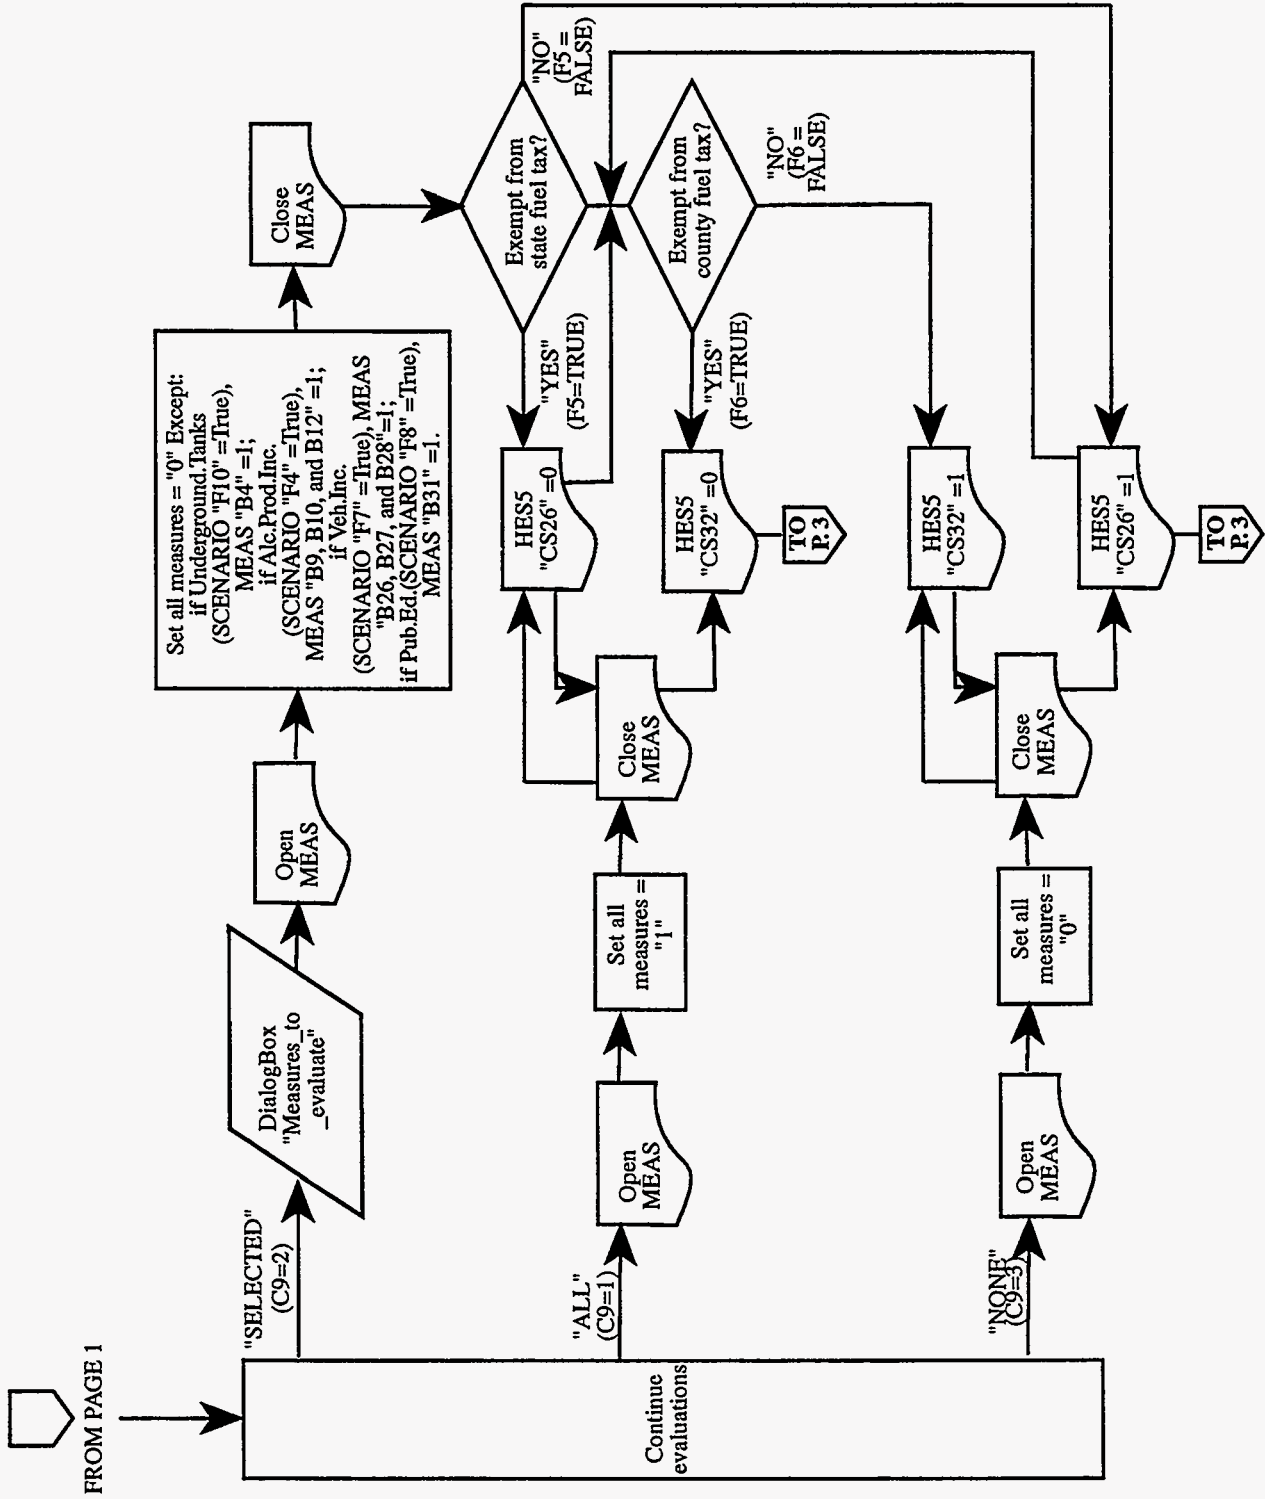 FROM PAGE 1
Continue
evaluations
"SELECTED"
(C9=2)
DialogBox
"Measures_to
_evaluate"
Open
MEAS
Set all measures = "0" Except:
if Underground.Tanks
(SCENARIO "F10" =True),
MEAS "B4" =1;
if Alc.Prod.Inc.
(SCENARIO "F4" =True),
MEAS "B9, B10, and B12" =1;
if Veh.Inc.
(SCENARIO "F7" =True), MEAS
"B26, B27, and B28"=1;
if Pub.Ed.(SCENARIO "F8" =True),
MEAS "B31" =1.
Close
MEAS
Exempt from
state fuel tax?
"NO"
(F5 =
FALSE)
"YES"
(F5=TRUE)
Exempt from
county fuel tax?
"NO"
(F6 =
FALSE)
"YES"
(F6=TRUE)
"ALL"
(C9=1)
Open
MEAS
Set all
measures =
"1"
Close
MEAS
HES5
"CS26" =0
HES5
"CS32" =0
TO
P.3
"NONE"
(C9=3)
Open
MEAS
Set all
measures =
"0"
Close
MEAS
HES5
"CS32" =1
HES5
"CS26" =1
TO
P.3